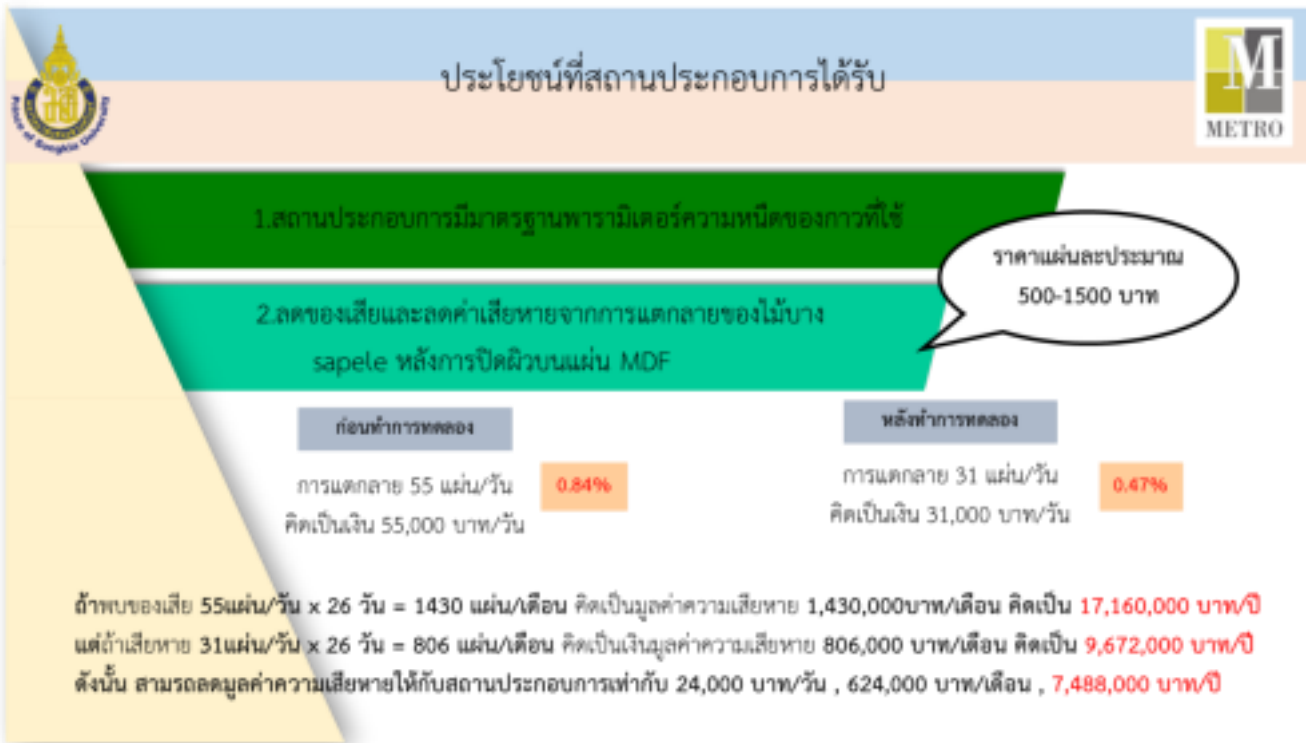 ประโยชน์ที่สถานประกอบการได้รับ
Prince of Songkla University
M
METRO
1.สถานประกอบการมีมาตรฐานพารามิเตอร์ความหนืดของกาวที่ใช้
ราคาแผ่นละประมาณ
500-1500 บาท
2.ลดของเสียและลดค่าเสียหายจากการแตกลายของไม้บาง
sapele หลังการปิดผิวบนแผ่น MDF
ก่อนทำการทดลอง
การแตกลาย 55 แผ่น/วัน
0.84%
คิดเป็นเงิน 55,000 บาท/วัน
หลังทำการทดลอง
การแตกลาย 31 แผ่น/วัน
0.47%
คิดเป็นเงิน 31,000 บาท/วัน
ถ้าพบของเสีย 55แผ่น/วัน x 26 วัน = 1430 แผ่น/เดือน คิดเป็นมูลค่าความเสียหาย 1,430,000บาท/เดือน คิดเป็น 17,160,000 บาท/ปี
แต่ถ้าเสียหาย 31แผ่น/วัน x 26 วัน = 806 แผ่น/เดือน คิดเป็นเงินมูลค่าความเสียหาย 806,000 บาท/เดือน คิดเป็น 9,672,000 บาท/ปี
ดังนั้น สามรถลดมูลค่าความเสียหายให้กับสถานประกอบการเท่ากับ 24,000 บาท/วัน , 624,000 บาท/เดือน , 7,488,000 บาท/ปี